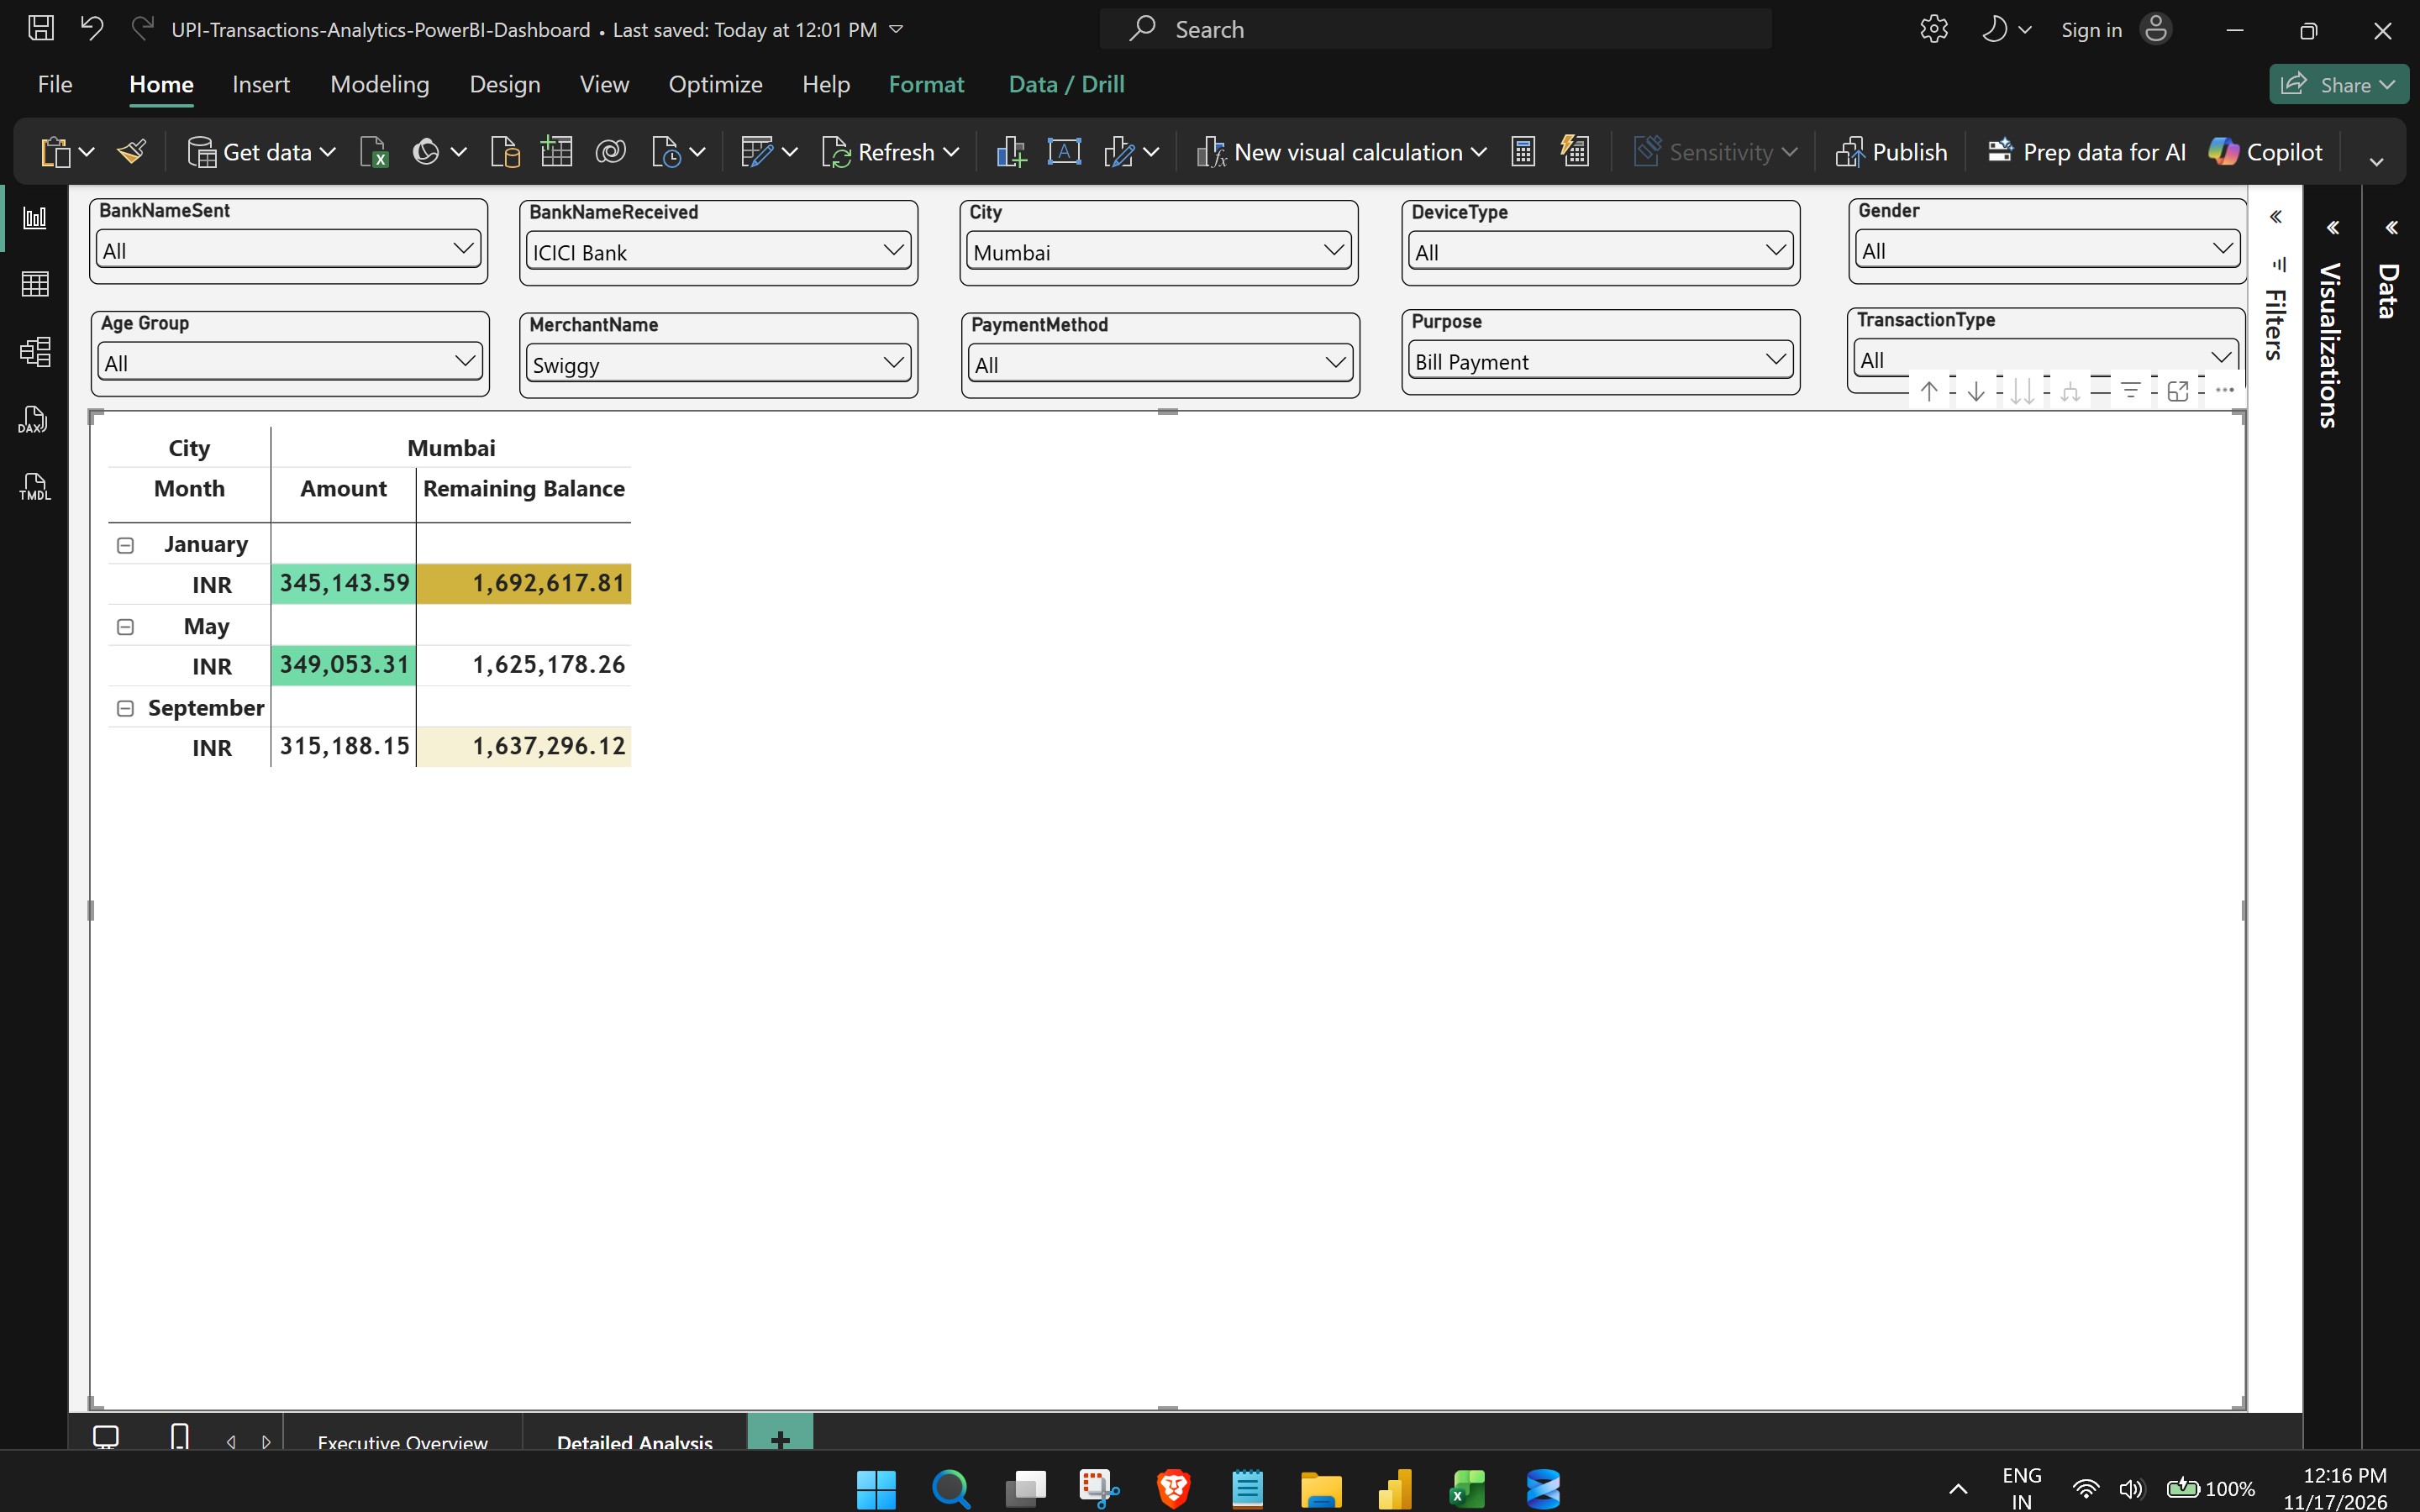 UPI-Transactions-Analytics-PowerBI-Dashboard • Last saved: Today at 12:01 PM
Search
Sign in
File Home Insert Modeling Design View Optimize Help Format Data / Drill
Share
Get data Refresh New visual calculation Sensitivity Publish Prep data for AI Copilot
BankNameSent BankNameReceived City DeviceType Gender
All ICICI Bank Mumbai All All
Age Group MerchantName PaymentMethod Purpose TransactionType
All Swiggy All Bill Payment All
Filters
Visualizations
Data
DAX
TMDL
City Mumbai
Month Amount Remaining Balance
January
INR 345,143.59 1,692,617.81
May
INR 349,053.31 1,625,178.26
September
INR 315,188.15 1,637,296.12
Executive Overview Detailed Analysis
ENG
IN
100%
12:16 PM
11/17/2026